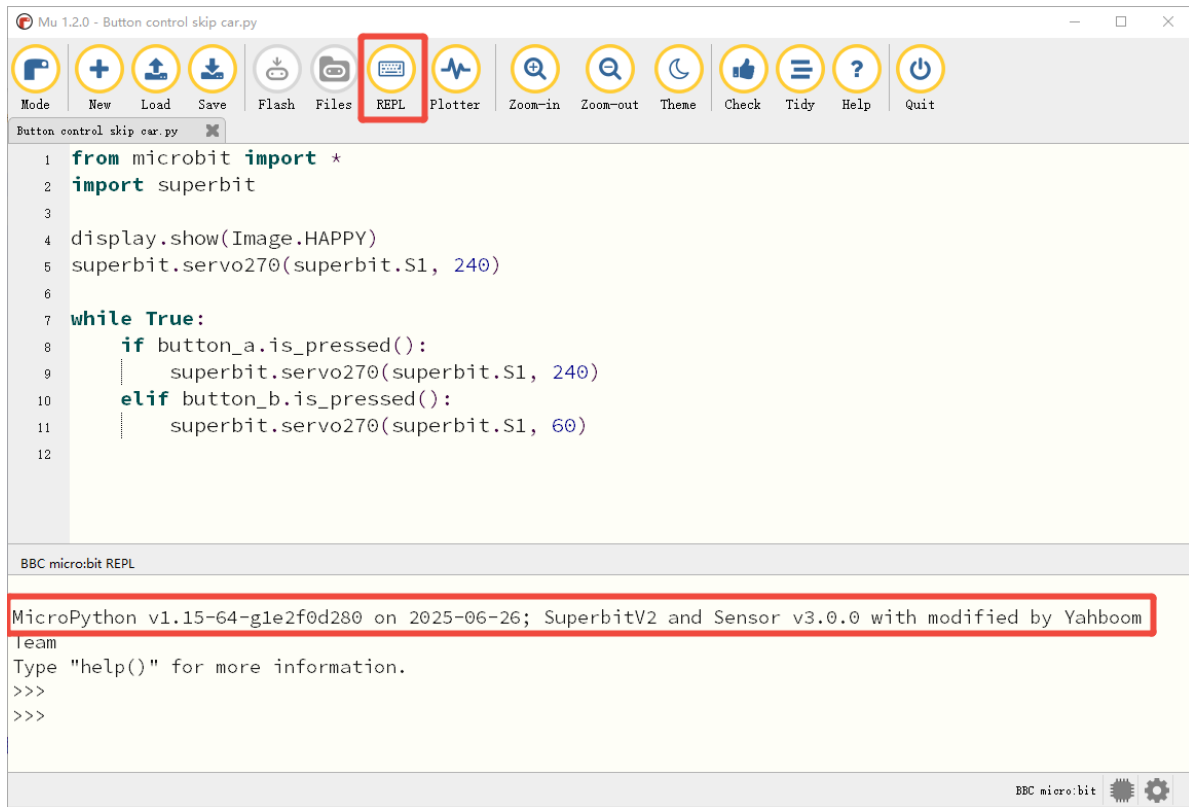 Mu 1.2.0 - Button control skip car.py
Mode New Load Save Flash Files REPL Plotter Zoom-in Zoom-out Theme Check Tidy Help Quit
Button control skip car.py
1 from microbit import *
2 import superbit
3
4 display.show(Image.HAPPY)
5 superbit.servo270(superbit.S1, 240)
6
7 while True:
8     if button_a.is_pressed():
9         superbit.servo270(superbit.S1, 240)
10     elif button_b.is_pressed():
11         superbit.servo270(superbit.S1, 60)
12
BBC micro:bit REPL
MicroPython v1.15-64-g1e2f0d280 on 2025-06-26; SuperbitV2 and Sensor v3.0.0 with modified by Yahboom
Team
Type "help()" for more information.
>>>
>>>
BBC micro:bit